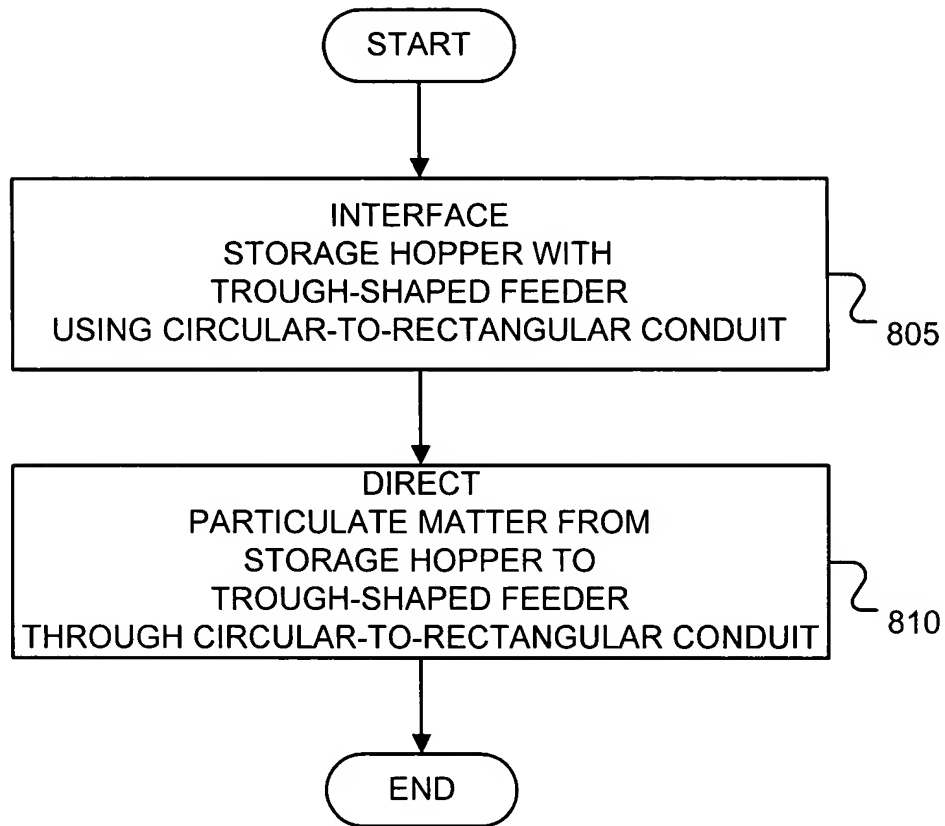 START
INTERFACE
STORAGE HOPPER WITH
TROUGH-SHAPED FEEDER
USING CIRCULAR-TO-RECTANGULAR CONDUIT
805
DIRECT
PARTICULATE MATTER FROM
STORAGE HOPPER TO
TROUGH-SHAPED FEEDER
THROUGH CIRCULAR-TO-RECTANGULAR CONDUIT
810
END